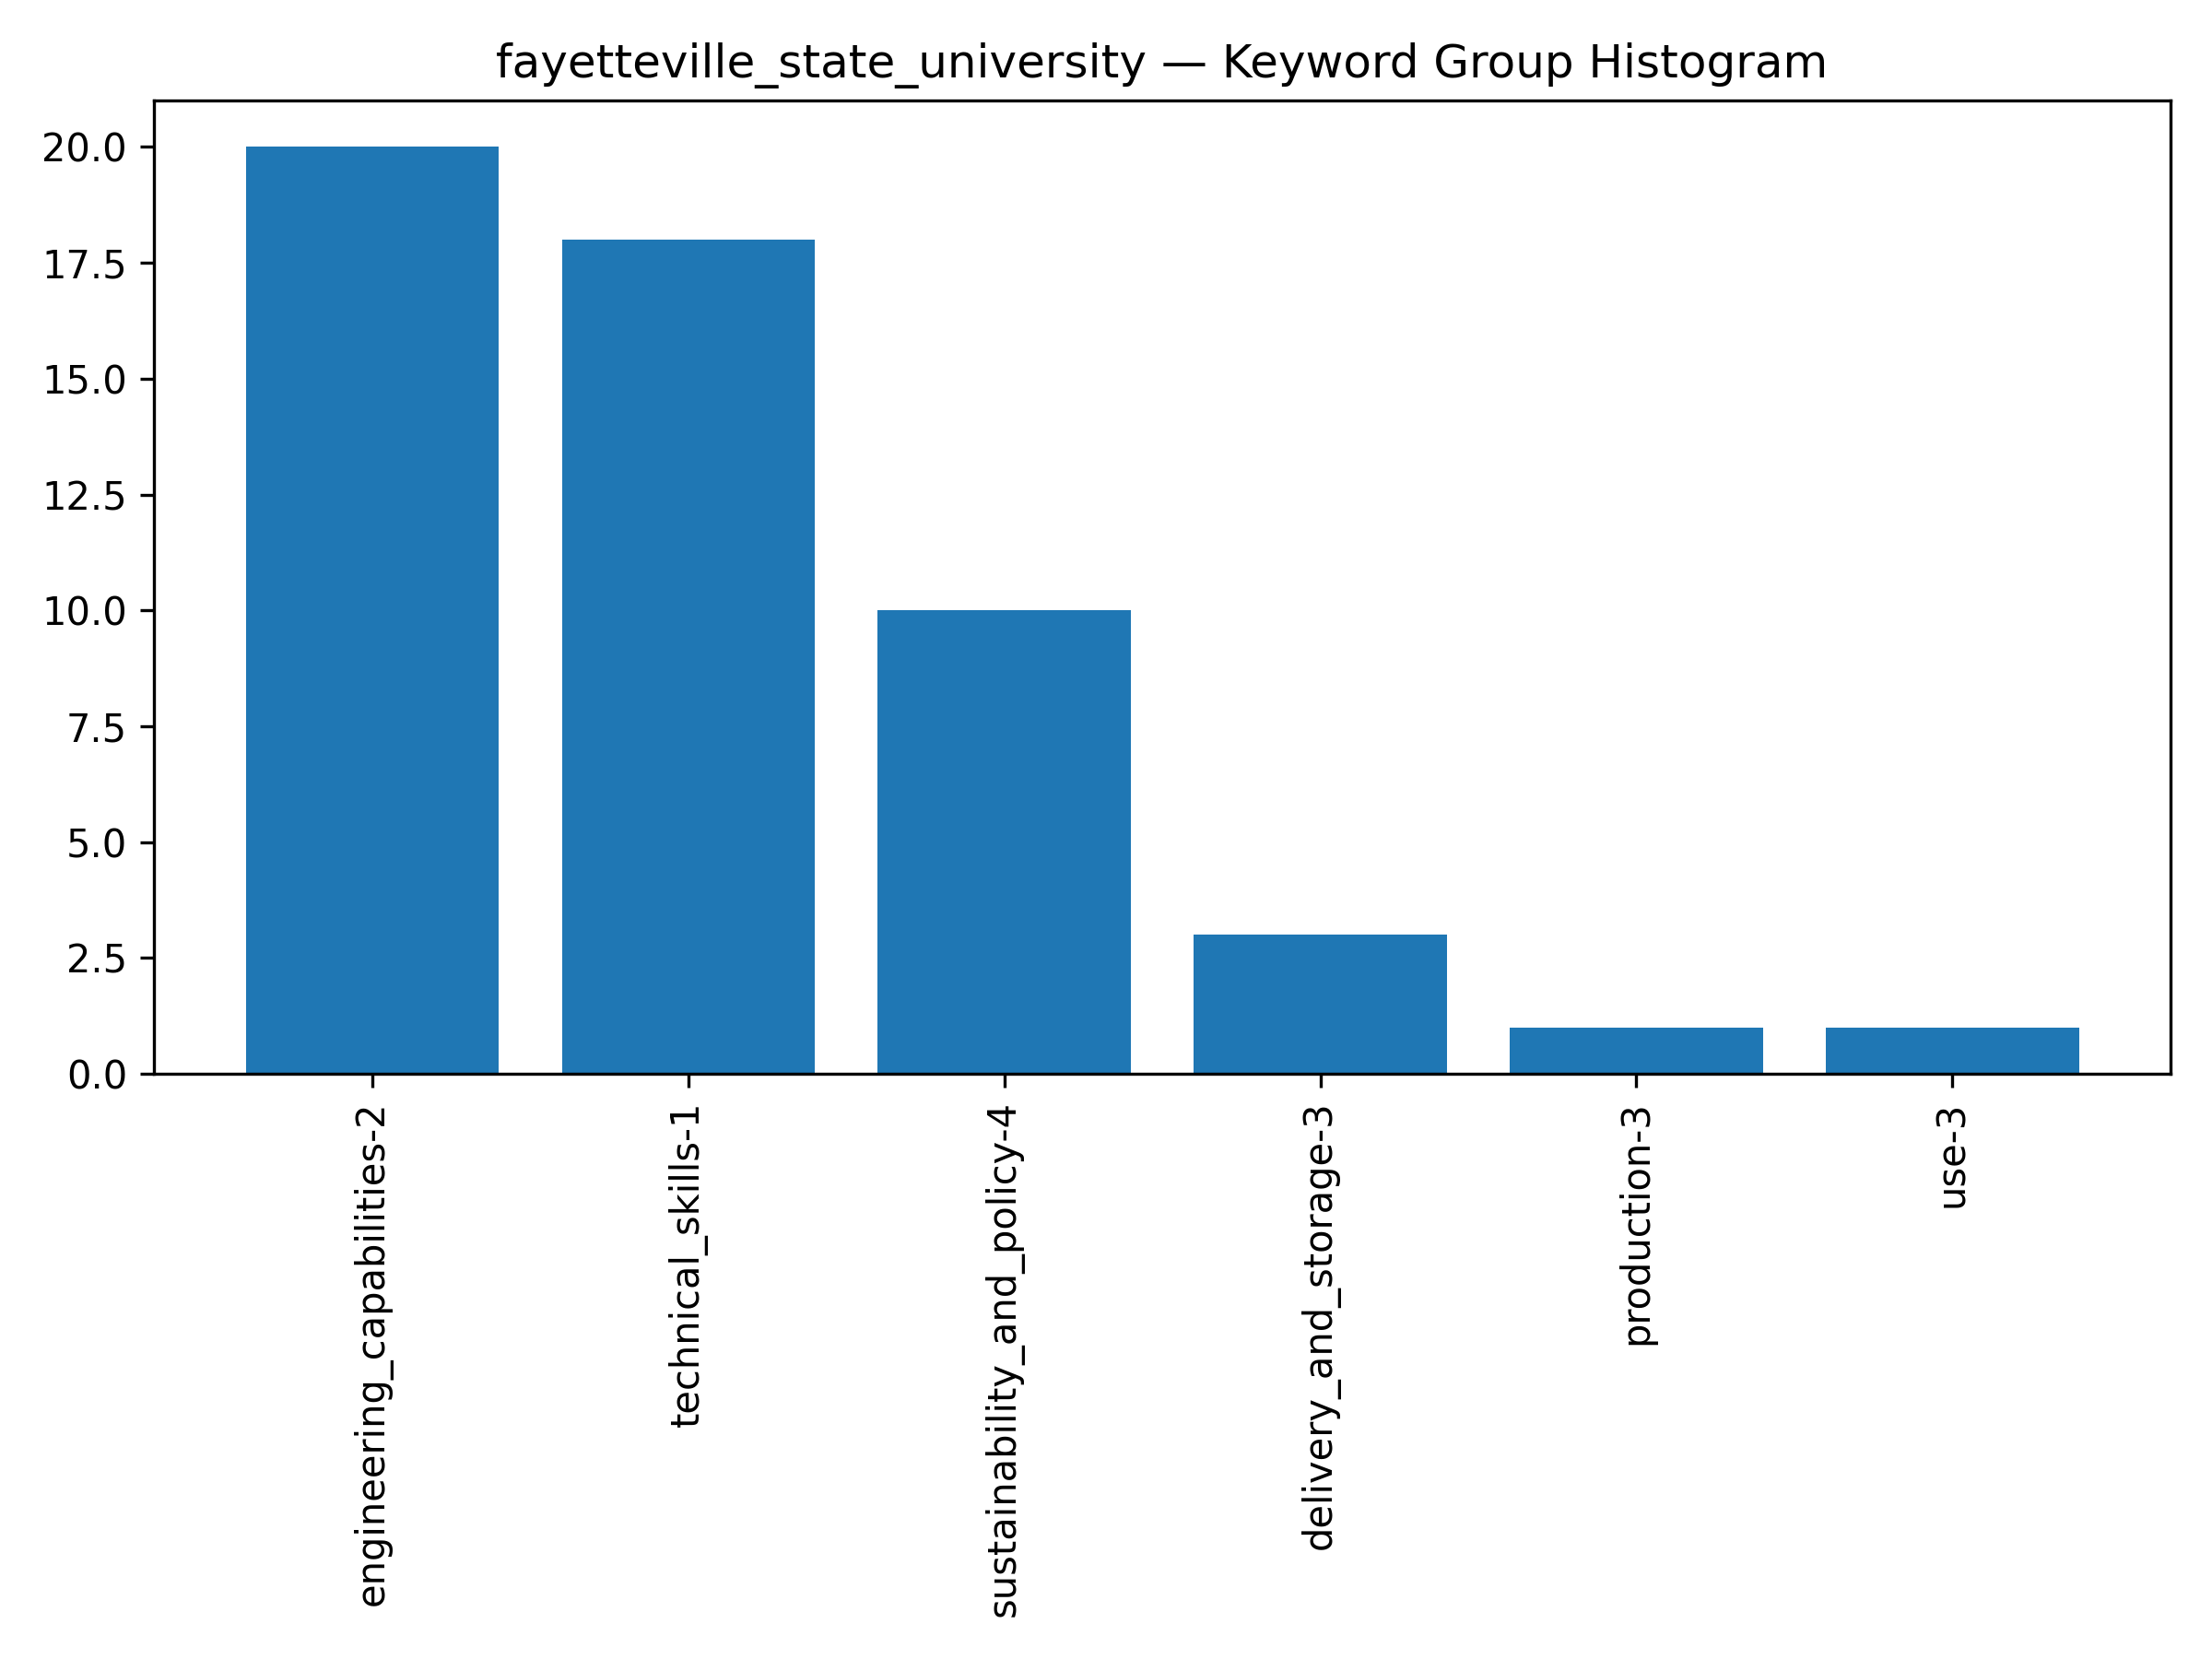 fayetteville_state_university — Keyword Group Histogram
20.0
17.5
15.0
12.5
10.0
7.5
5.0
2.5
0.0
engineering_capabilities-2
technical_skills-1
sustainability_and_policy-4
delivery_and_storage-3
production-3
use-3